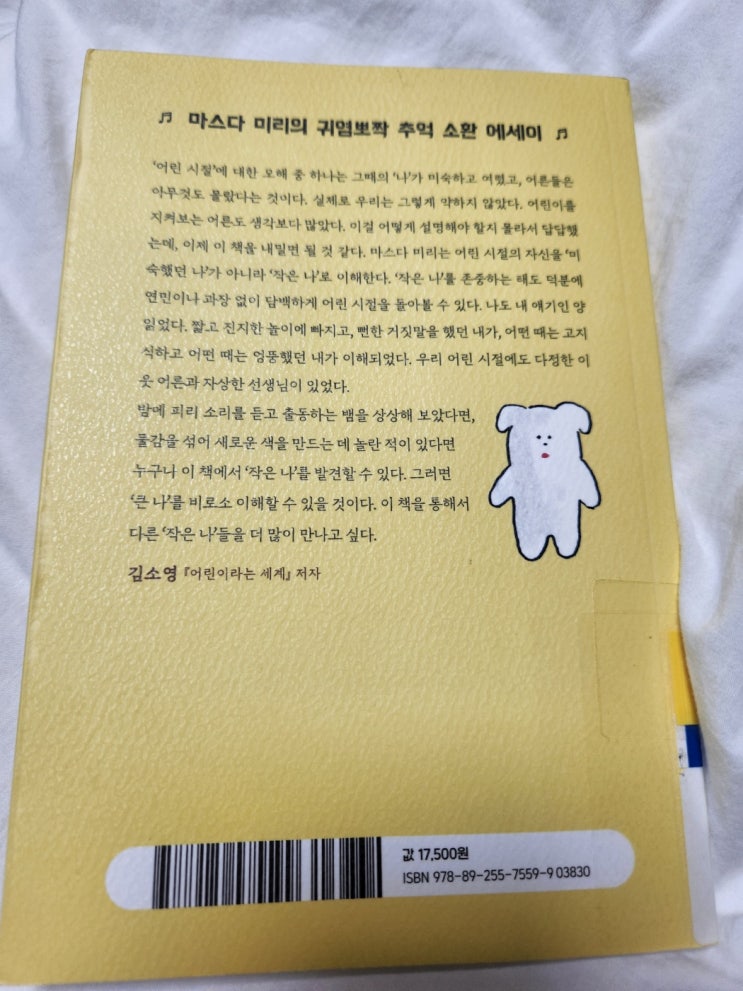 ♬ 마스다 미리의 귀염뽀짝 추억 소환 에세이 ♬
'어린 시절'에 대한 오해 중 하나는 그때의 '나'가 미숙하고 여렸고, 어른들은
아무것도 몰랐다는 것이다. 실제로 우리는 그렇게 약하지 않았다. 어린이를
지켜보는 어른도 생각보다 많았다. 이걸 어떻게 설명해야 할지 몰라서 답답했
는데, 이제 이 책을 내밀면 될 것 같다. 마스다 미리는 어린 시절의 자신을 '미
숙했던 나'가 아니라 '작은 나'로 이해한다. '작은 나'를 존중하는 태도 덕분에
연민이나 과장 없이 담백하게 어린 시절을 돌아볼 수 있다. 나도 내 얘기인 양
읽었다. 짧고 진지한 놀이에 빠지고, 뻔한 거짓말을 했던 내가, 어떤 때는 고지
식하고 어떤 때는 엉뚱했던 내가 이해되었다. 우리 어린 시절에도 다정한 이
웃 어른과 자상한 선생님이 있었다.
밤에 피리 소리를 듣고 출동하는 뱀을 상상해 보았다면,
물감을 섞어 새로운 색을 만드는 데 놀란 적이 있다면
누구나 이 책에서 '작은 나'를 발견할 수 있다. 그러면
'큰 나'를 비로소 이해할 수 있을 것이다. 이 책을 통해서
다른 '작은 나'들을 더 많이 만나고 싶다.
김소영 『어린이라는 세계』 저자
값 17,500원
ISBN 978-89-255-7559-9 03830